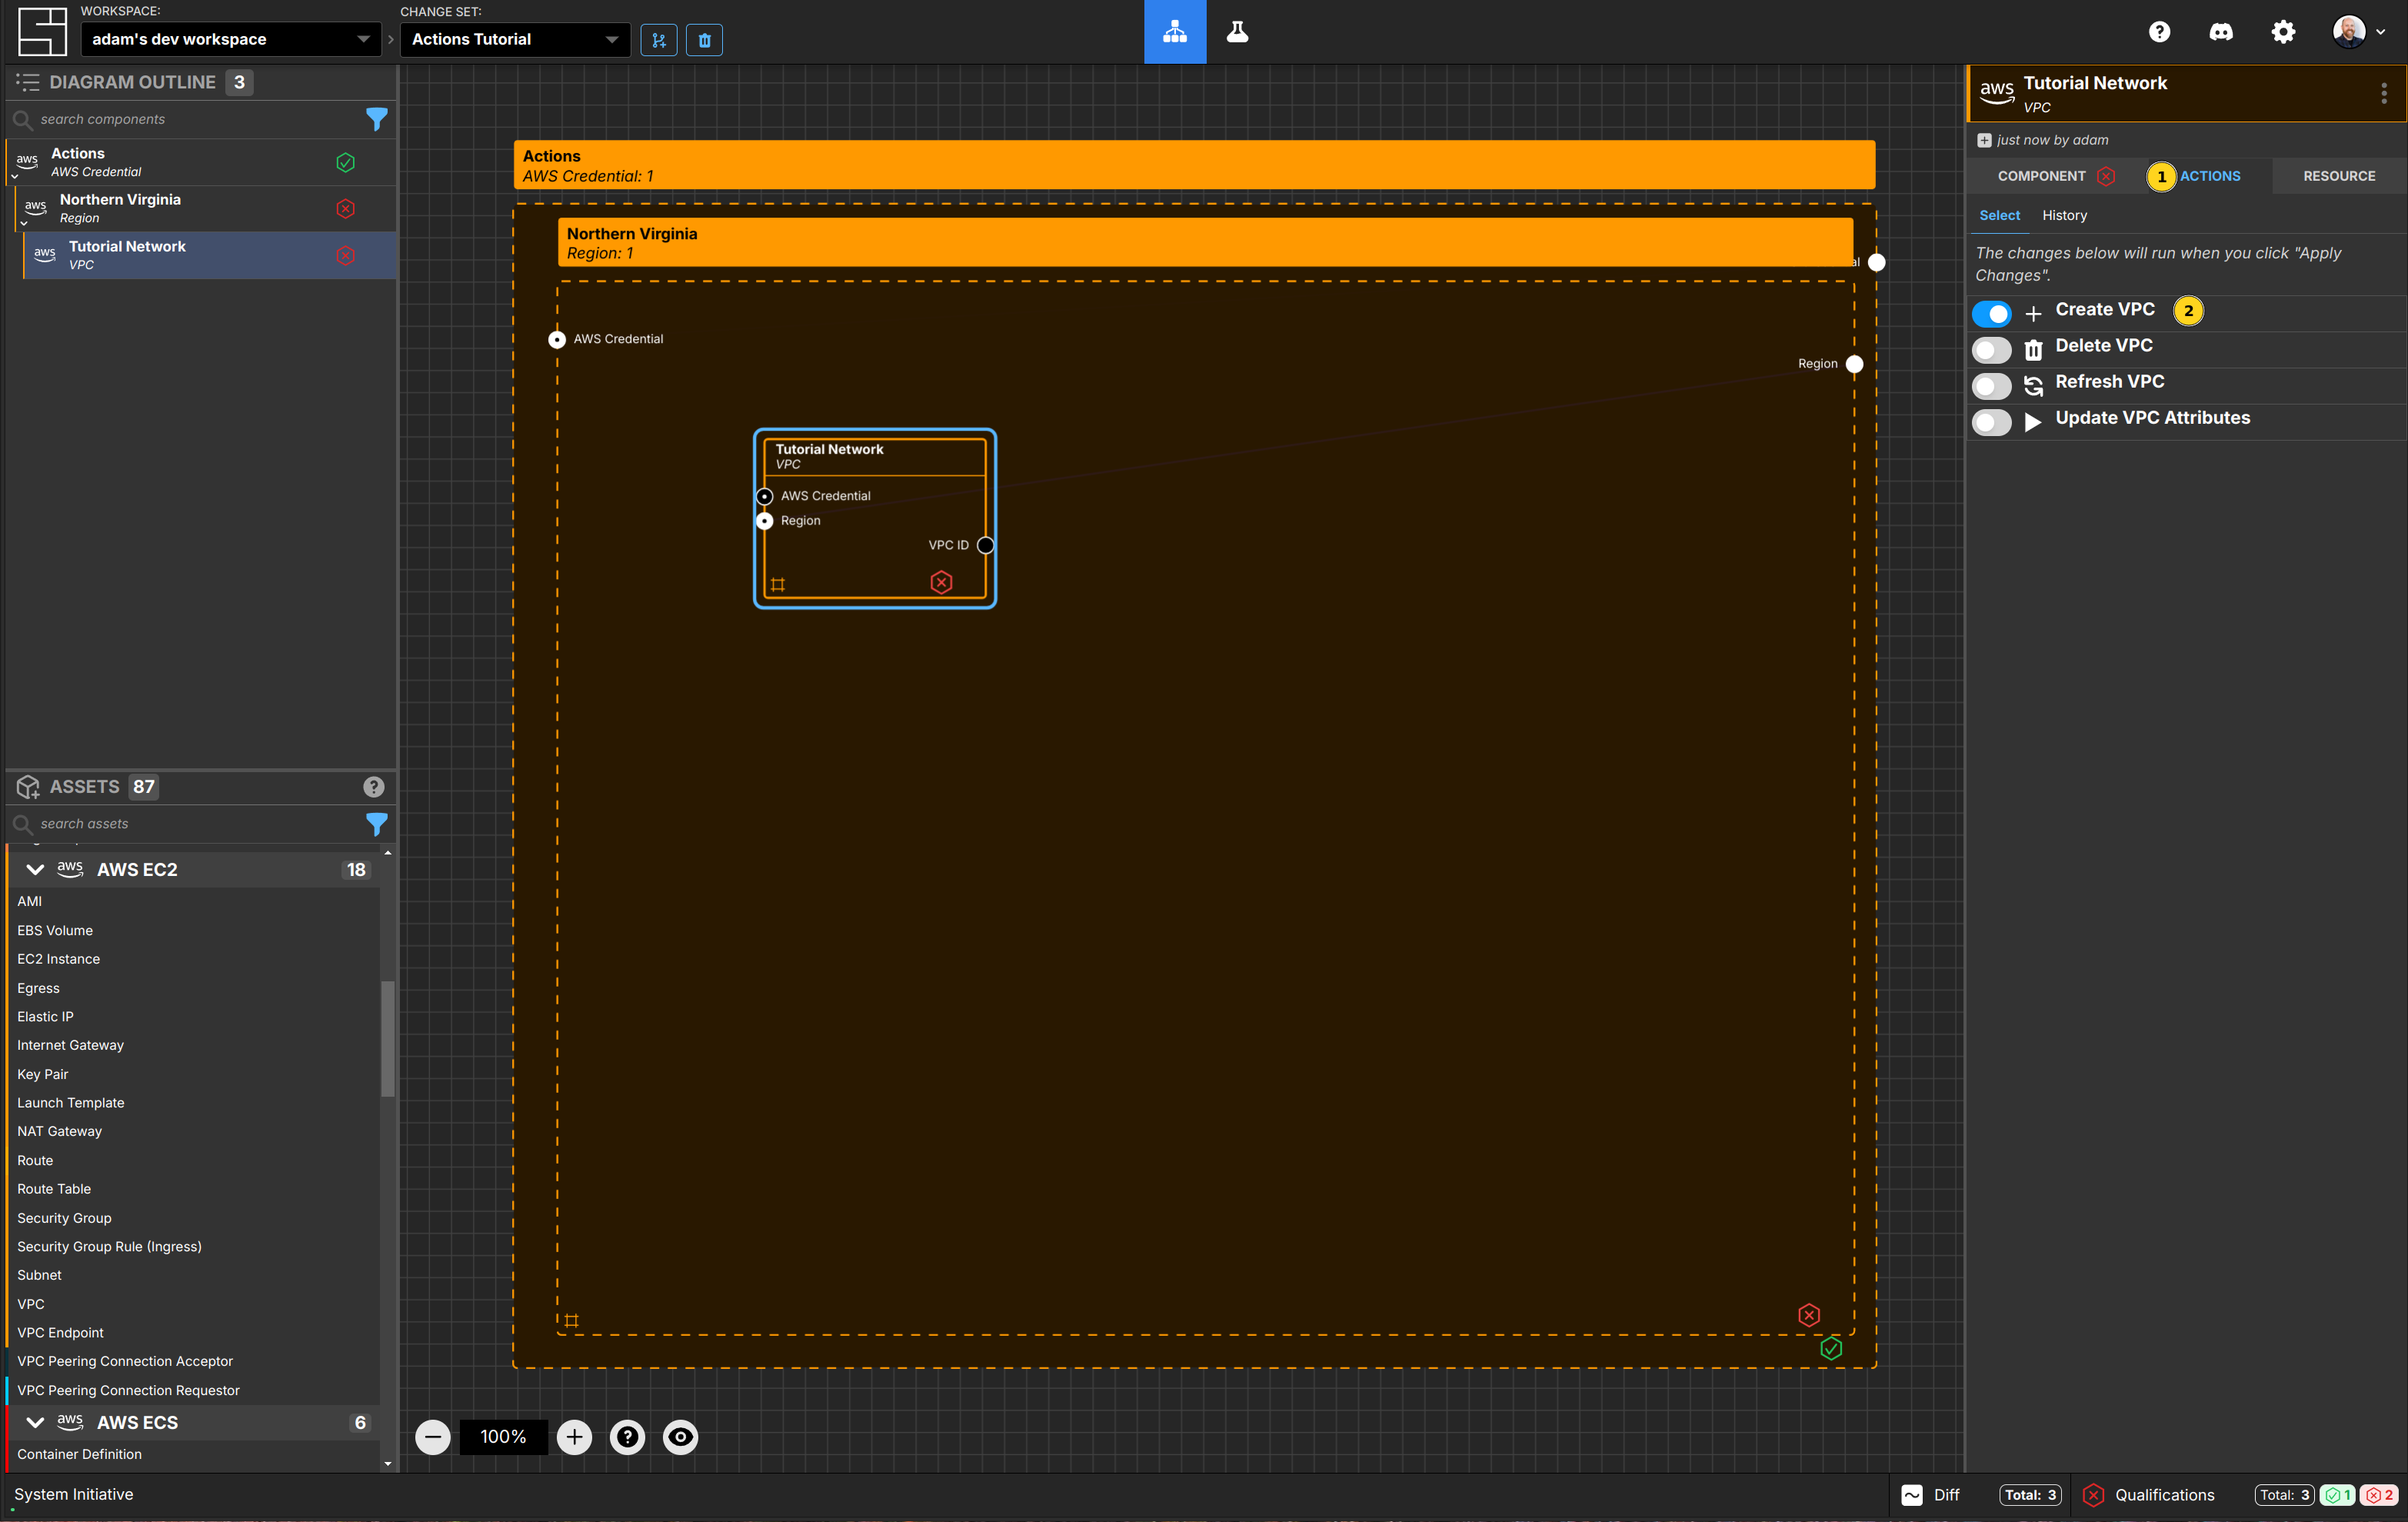 WORKSPACE:
adam's dev workspace
CHANGE SET:
Actions Tutorial
DIAGRAM OUTLINE 3
search components
aws
Actions
AWS Credential
aws
Northern Virginia
Region
aws
Tutorial Network
VPC
ASSETS 87
search assets
aws AWS EC2 18
AMI
EBS Volume
EC2 Instance
Egress
Elastic IP
Internet Gateway
Key Pair
Launch Template
NAT Gateway
Route
Route Table
Security Group
Security Group Rule (Ingress)
Subnet
VPC
VPC Endpoint
VPC Peering Connection Acceptor
VPC Peering Connection Requestor
aws AWS ECS 6
Container Definition
Actions
AWS Credential: 1
Northern Virginia
Region: 1
al
AWS Credential
Region
Tutorial Network
VPC
AWS Credential
Region
VPC ID
100%
aws
Tutorial Network
VPC
just now by adam
COMPONENT 1 ACTIONS RESOURCE
Select History
The changes below will run when you click "Apply
Changes".
Create VPC 2
Delete VPC
Refresh VPC
Update VPC Attributes
System Initiative
Diff Total: 3
Qualifications Total: 3 1 2